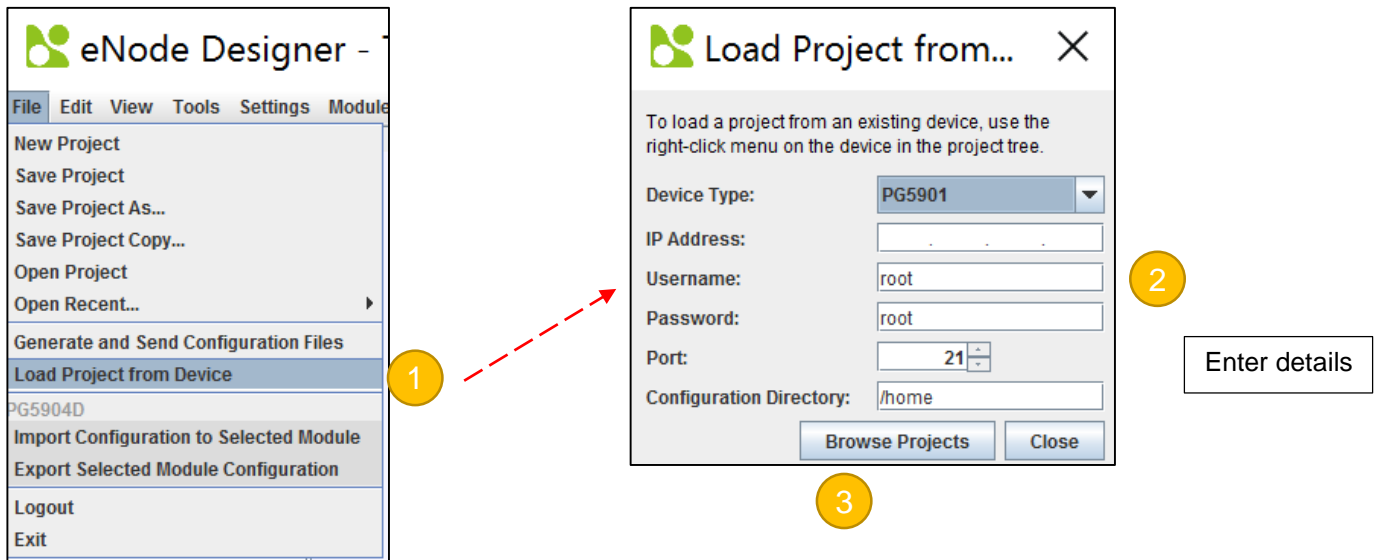 eNode Designer -
File Edit View Tools Settings Module
New Project
Save Project
Save Project As...
Save Project Copy...
Open Project
Open Recent...
Generate and Send Configuration Files
Load Project from Device
PG5904D
Import Configuration to Selected Module
Export Selected Module Configuration
Logout
Exit
1
Load Project from...
To load a project from an existing device, use the
right-click menu on the device in the project tree.
Device Type: PG5901
IP Address: . . .
Username: root
Password: root
Port: 21
Configuration Directory: /home
Browse Projects Close
2
Enter details
3